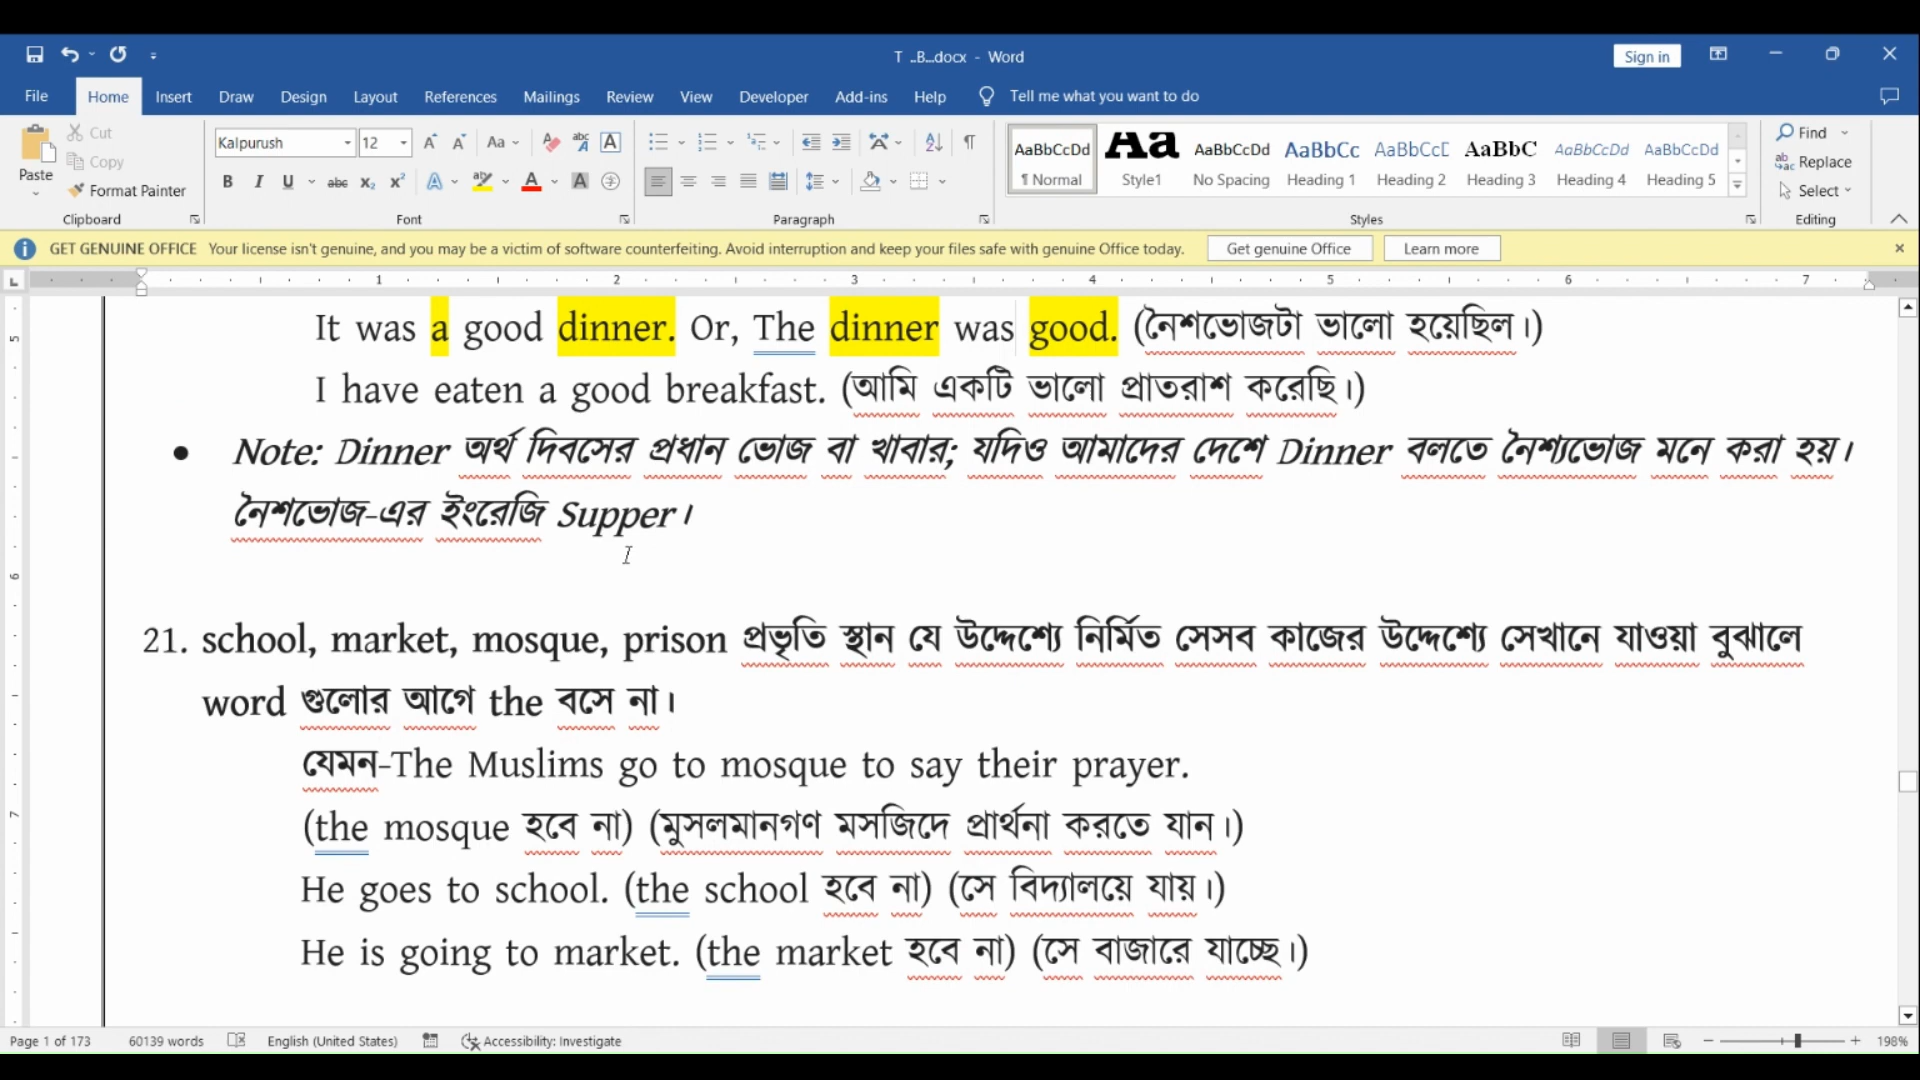 T ..B...docx - Word
Sign in
File Home Insert Draw Design Layout References Mailings Review View Developer Add-ins Help Tell me what you want to do
Paste
Cut
Copy
Format Painter
Clipboard
Kalpurush 12
Font
Paragraph
AaBbCcDd Aa AaBbCcDd AaBbCc AaBbCcD AaBbC AaBbCcDd AaBbCcDd
¶ Normal Style1 No Spacing Heading 1 Heading 2 Heading 3 Heading 4 Heading 5
Styles
Find
Replace
Select
Editing
GET GENUINE OFFICE Your license isn't genuine, and you may be a victim of software counterfeiting. Avoid interruption and keep your files safe with genuine Office today. Get genuine Office Learn more
1 2 3 4 5 6 7
It was a good dinner. Or, The dinner was good. (নৈশভোজটা ভালো হয়েছিল।)
I have eaten a good breakfast. (আমি একটি ভালো প্রাতরাশ করেছি।)
• Note: Dinner অর্থ দিবসের প্রধান ভোজ বা খাবার; যদিও আমাদের দেশে Dinner বলতে নৈশ্যভোজ মনে করা হয়।
নৈশভোজ-এর ইংরেজি Supper।
21. school, market, mosque, prison প্রভৃতি স্থান যে উদ্দেশ্যে নির্মিত সেসব কাজের উদ্দেশ্যে সেখানে যাওয়া বুঝালে
word গুলোর আগে the বসে না।
যেমন-The Muslims go to mosque to say their prayer.
(the mosque হবে না) (মুসলমানগণ মসজিদে প্রার্থনা করতে যান।)
He goes to school. (the school হবে না) (সে বিদ্যালয়ে যায়।)
He is going to market. (the market হবে না) (সে বাজারে যাচ্ছে।)
Page 1 of 173 60139 words English (United States) Accessibility: Investigate 198%